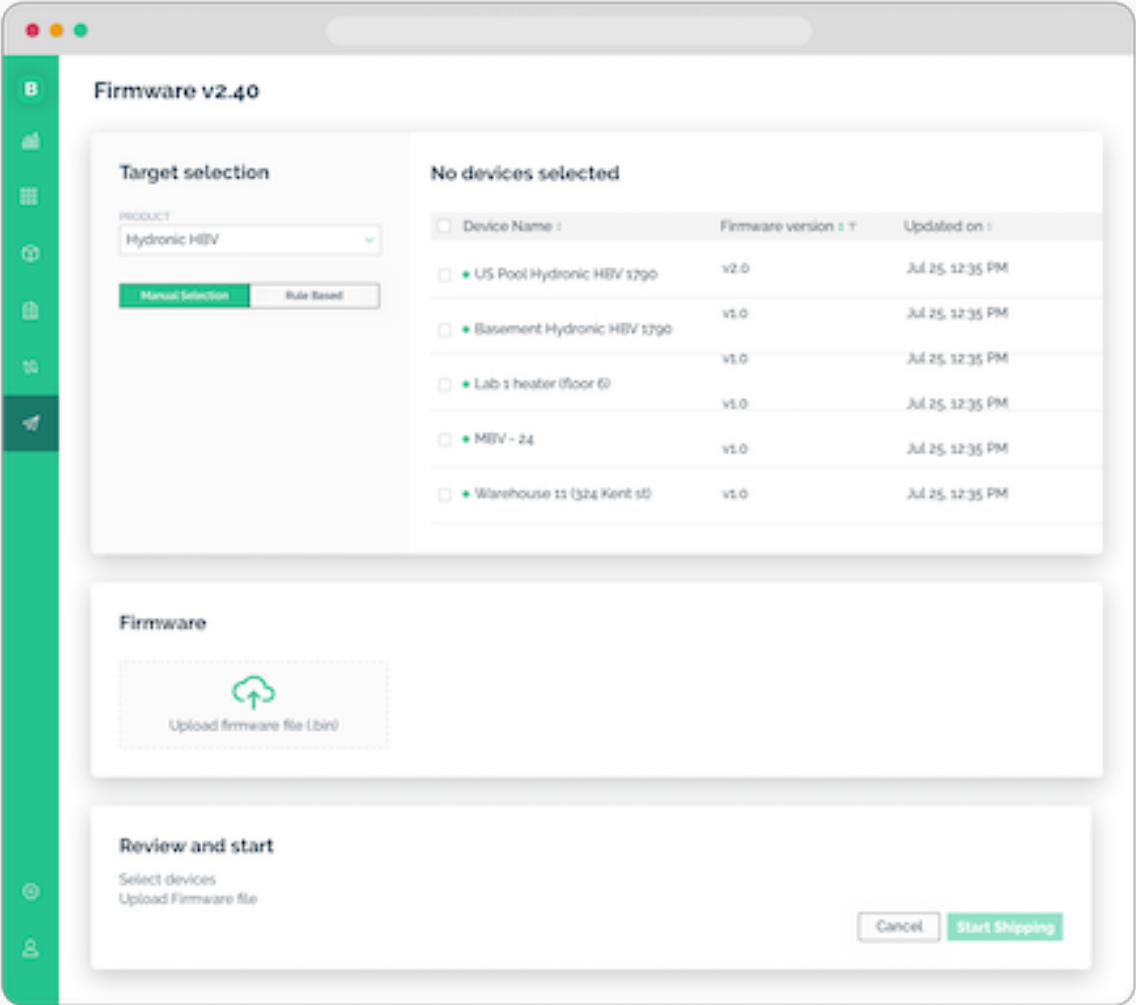 B
Firmware v2.40
Target selection
PRODUCT
Hydronic HBV
Manual Selection Rule Based
No devices selected
Device Name Firmware version Updated on
US Pool Hydronic HBV 1790 v2.0 Jul 25, 12:35 PM
Basement Hydronic HBV 1790 v1.0 Jul 25, 12:35 PM
v1.0 Jul 25, 12:35 PM
Lab 1 heater (floor 6) v1.0 Jul 25, 12:35 PM
MBV - 24 v1.0 Jul 25, 12:35 PM
Warehouse 11 (324 Kent st) v1.0 Jul 25, 12:35 PM
Firmware
Upload firmware file (.bin)
Review and start
Select devices
Upload Firmware file
Cancel Start Shipping